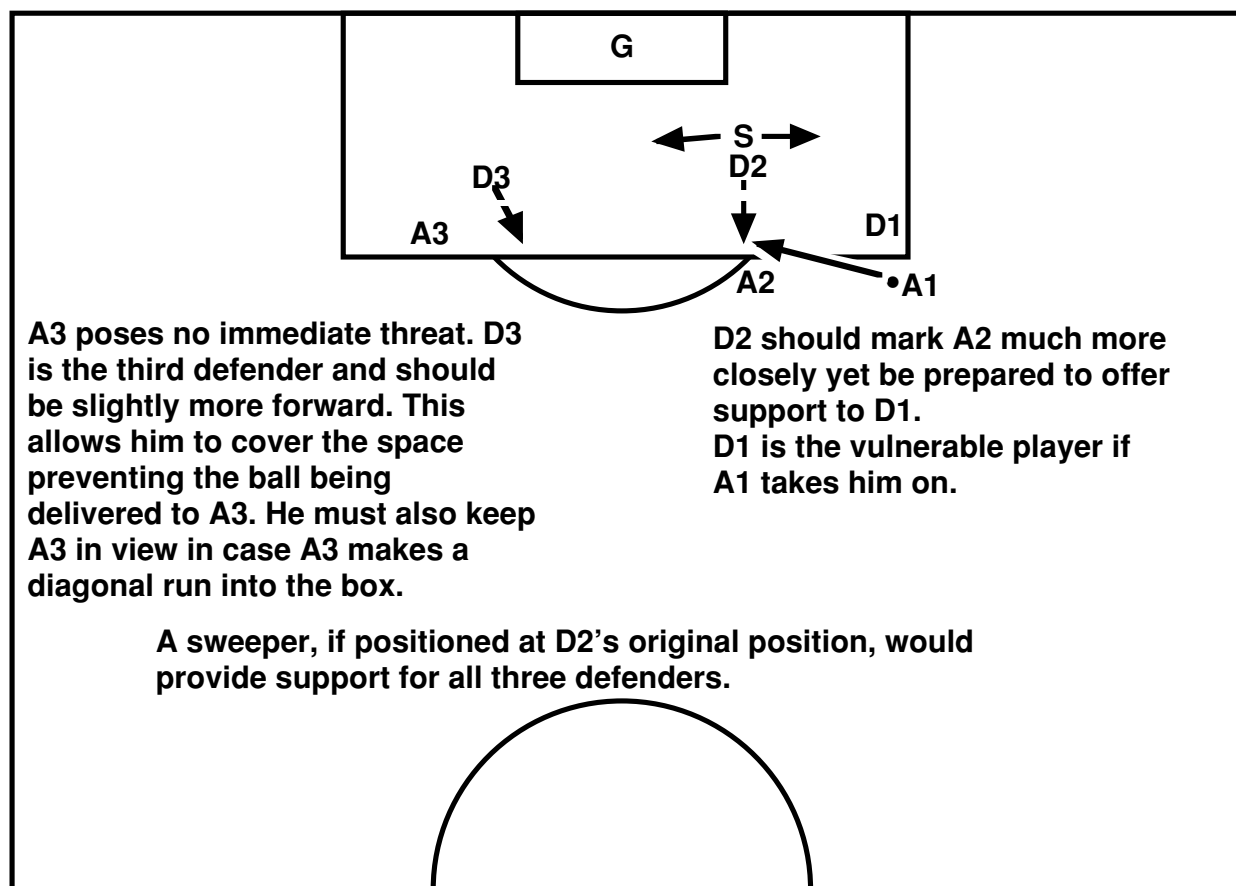 G
S
D2
D3
D1
A3
A2
A1
A3 poses no immediate threat. D3
is the third defender and should
be slightly more forward. This
allows him to cover the space
preventing the ball being
delivered to A3. He must also keep
A3 in view in case A3 makes a
diagonal run into the box.
D2 should mark A2 much more
closely yet be prepared to offer
support to D1.
D1 is the vulnerable player if
A1 takes him on.
A sweeper, if positioned at D2’s original position, would
provide support for all three defenders.